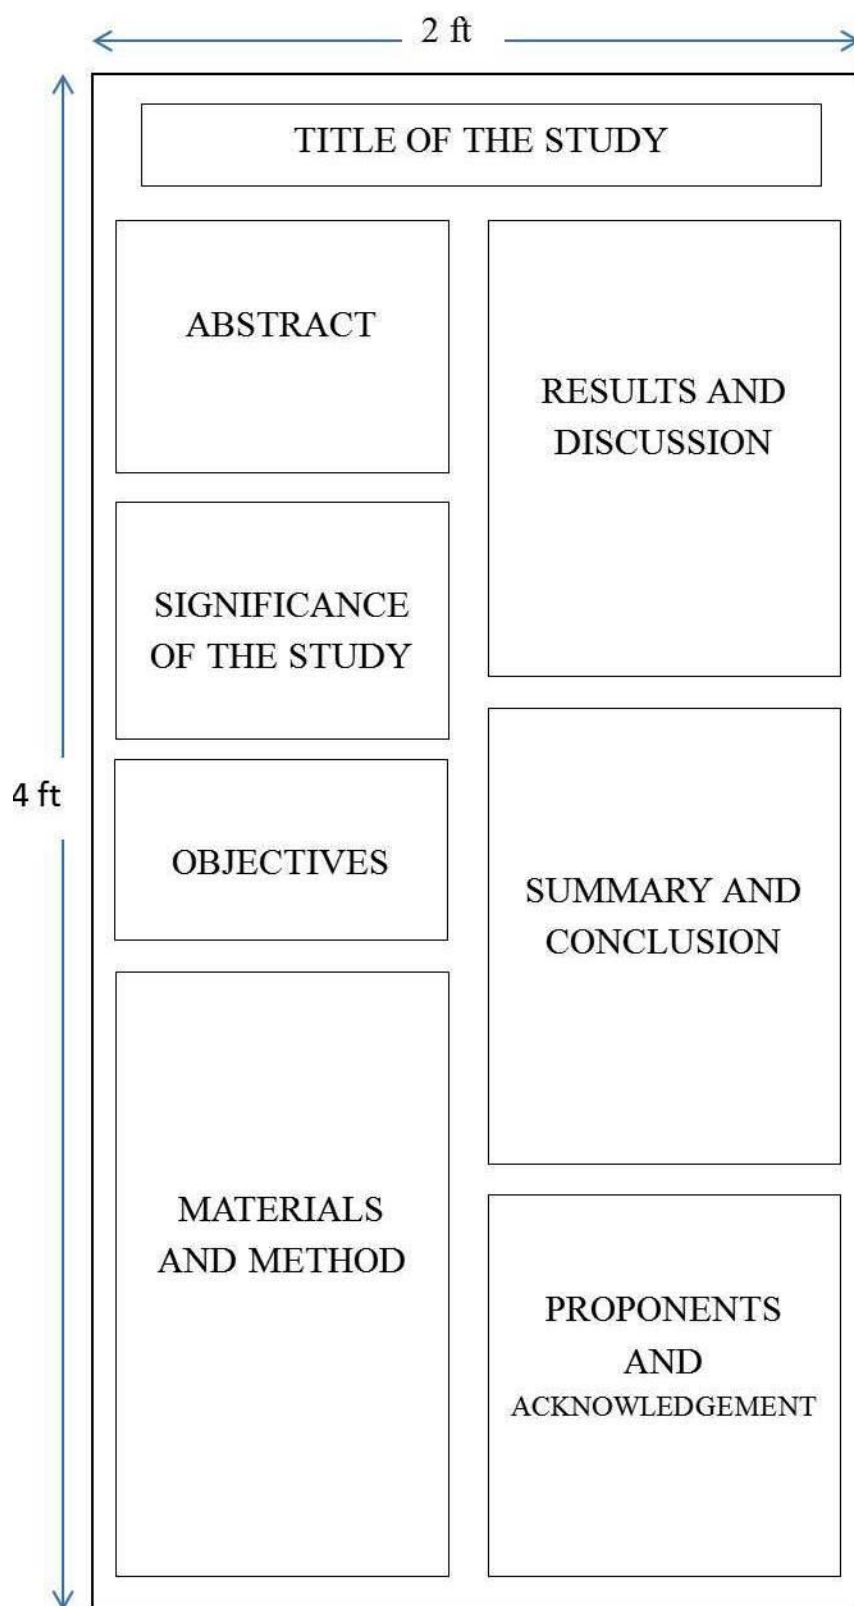 2 ft
TITLE OF THE STUDY
ABSTRACT
SIGNIFICANCE
OF THE STUDY
4 ft
OBJECTIVES
MATERIALS
AND METHOD
RESULTS AND
DISCUSSION
SUMMARY AND
CONCLUSION
PROPONENTS
AND
ACKNOWLEDGEMENT